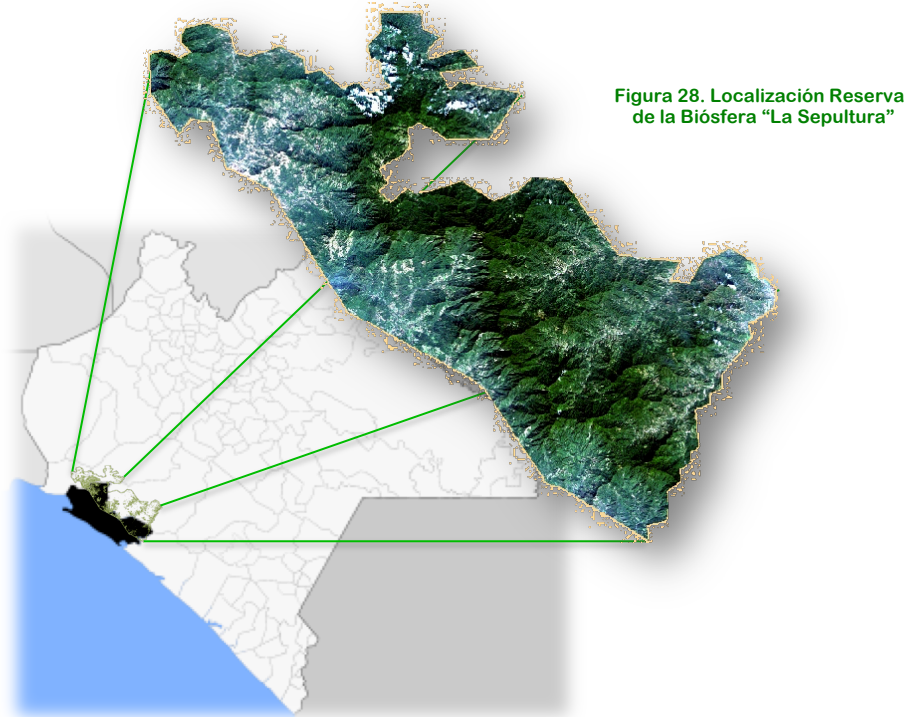 Figura 28. Localización Reserva
de la Biósfera “La Sepultura”